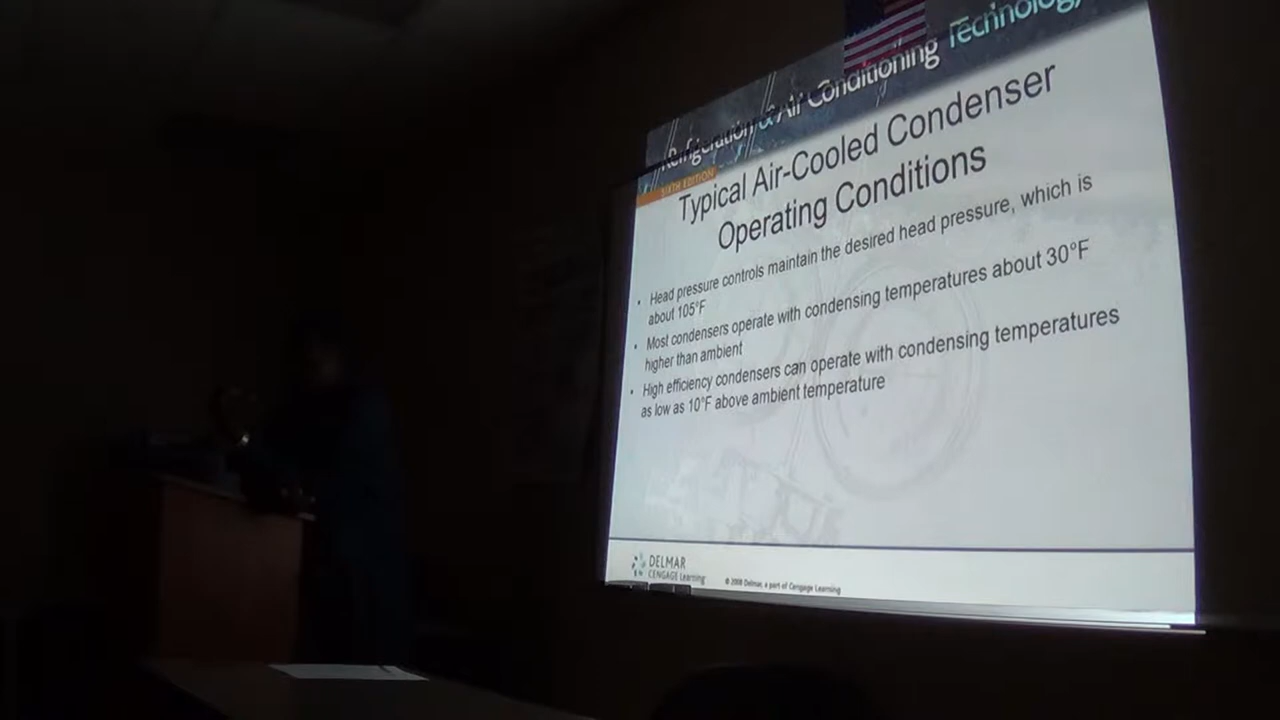 Refrigeration & Air Conditioning Technology
SIXTH EDITION
Typical Air-Cooled Condenser
Operating Conditions
• Head pressure controls maintain the desired head pressure, which is
about 105°F
• Most condensers operate with condensing temperatures about 30°F
higher than ambient
• High efficiency condensers can operate with condensing temperatures
as low as 10°F above ambient temperature
DELMAR
CENGAGE Learning
© 2009 Delmar, a part of Cengage Learning